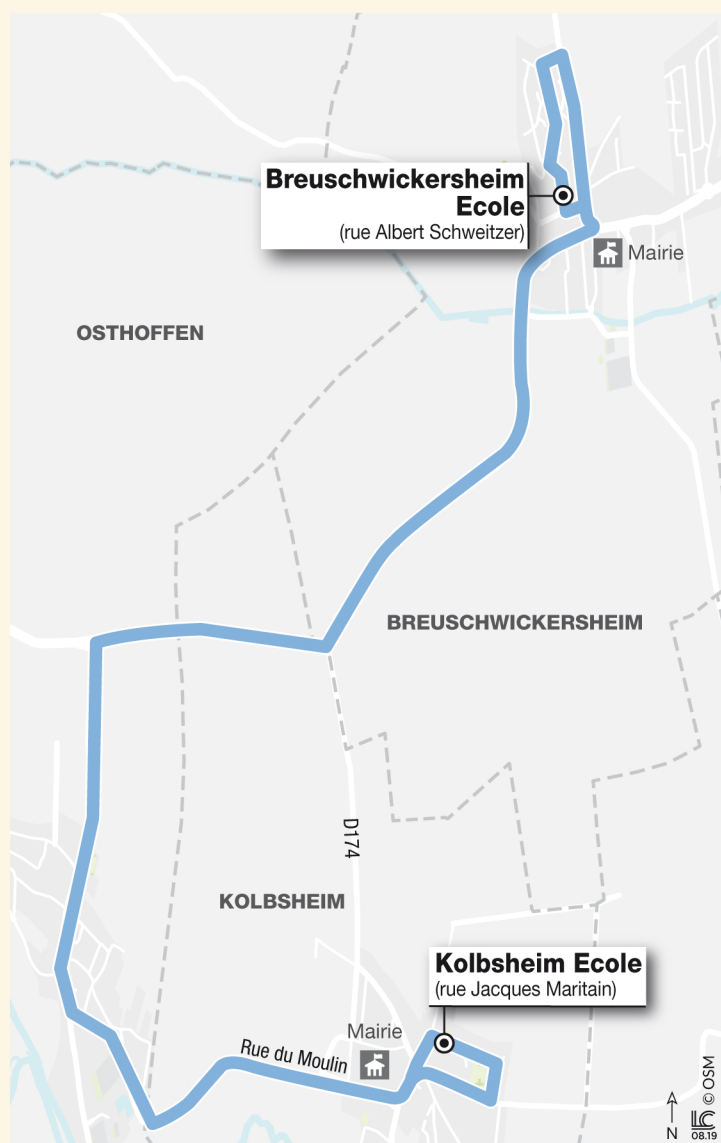 Breuschwickersheim
Ecole
(rue Albert Schweitzer)
Mairie
OSTHOFFEN
BREUSCHWICKERSHEIM
D174
KOLBSHEIM
Kolbsheim Ecole
(rue Jacques Maritain)
Mairie
Rue du Moulin
© OSM
N
LC
08.19